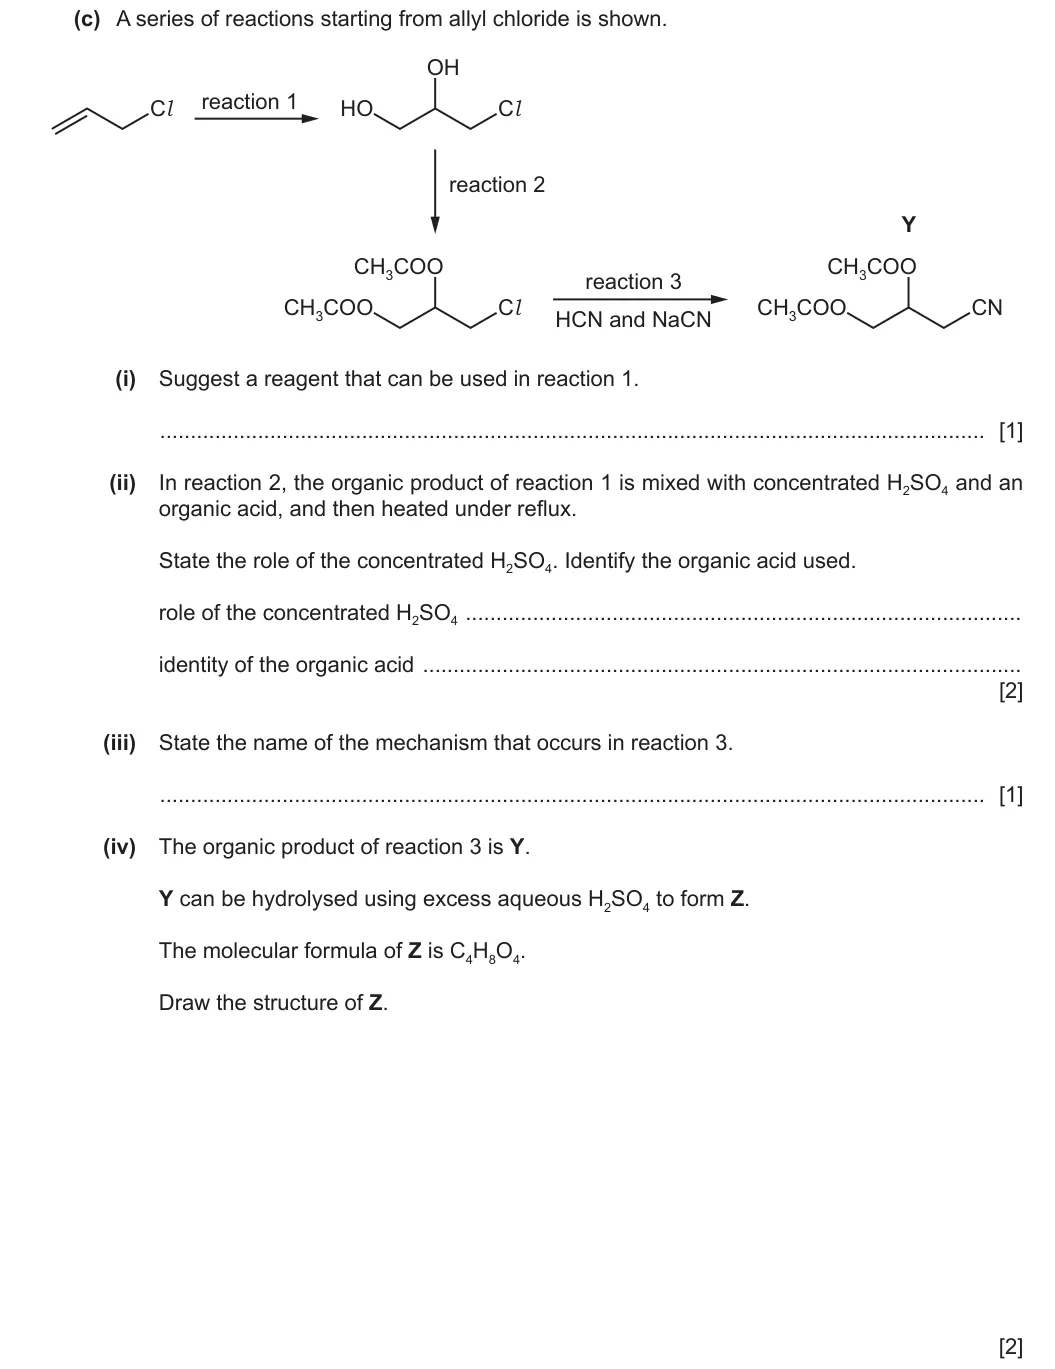 (c) A series of reactions starting from allyl chloride is shown.
OH
Cl
reaction 1
HO
Cl
reaction 2
Y
CH3COO
CH3COO
reaction 3
CH3COO
Cl
HCN and NaCN
CH3COO
CN
(i) Suggest a reagent that can be used in reaction 1.
.......................................................................................................................................... [1]
(ii) In reaction 2, the organic product of reaction 1 is mixed with concentrated H2SO4 and an
organic acid, and then heated under reflux.
State the role of the concentrated H2SO4. Identify the organic acid used.
role of the concentrated H2SO4 ...........................................................................................
identity of the organic acid ..................................................................................................
[2]
(iii) State the name of the mechanism that occurs in reaction 3.
.......................................................................................................................................... [1]
(iv) The organic product of reaction 3 is Y.
Y can be hydrolysed using excess aqueous H2SO4 to form Z.
The molecular formula of Z is C4H8O4.
Draw the structure of Z.
[2]